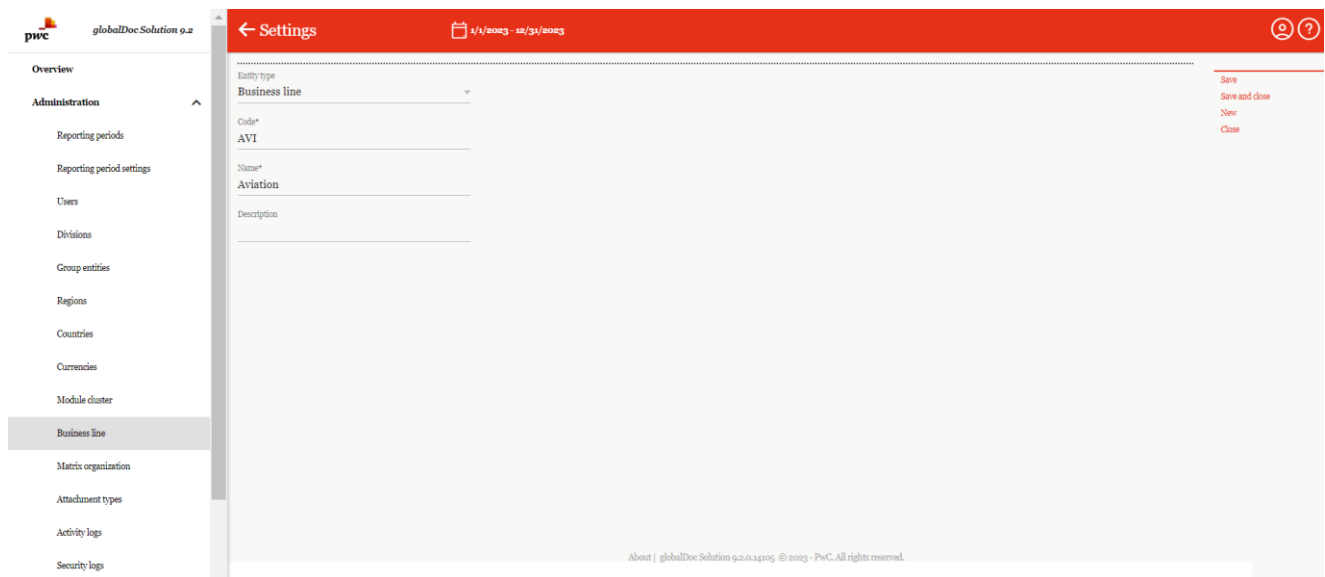 pwc
globalDoc Solution 9.2
Overview
Administration
Reporting periods
Reporting period settings
Users
Divisions
Group entities
Regions
Countries
Currencies
Module cluster
Business line
Matrix organization
Attachment types
Activity logs
Security logs
Settings
1/1/2023 - 12/31/2023
?
Entity type
Business line
Code*
AVI
Name*
Aviation
Description
Save
Save and close
New
Close
About | globalDoc Solution 9.2.0.14105 © 2023 - PwC. All rights reserved.